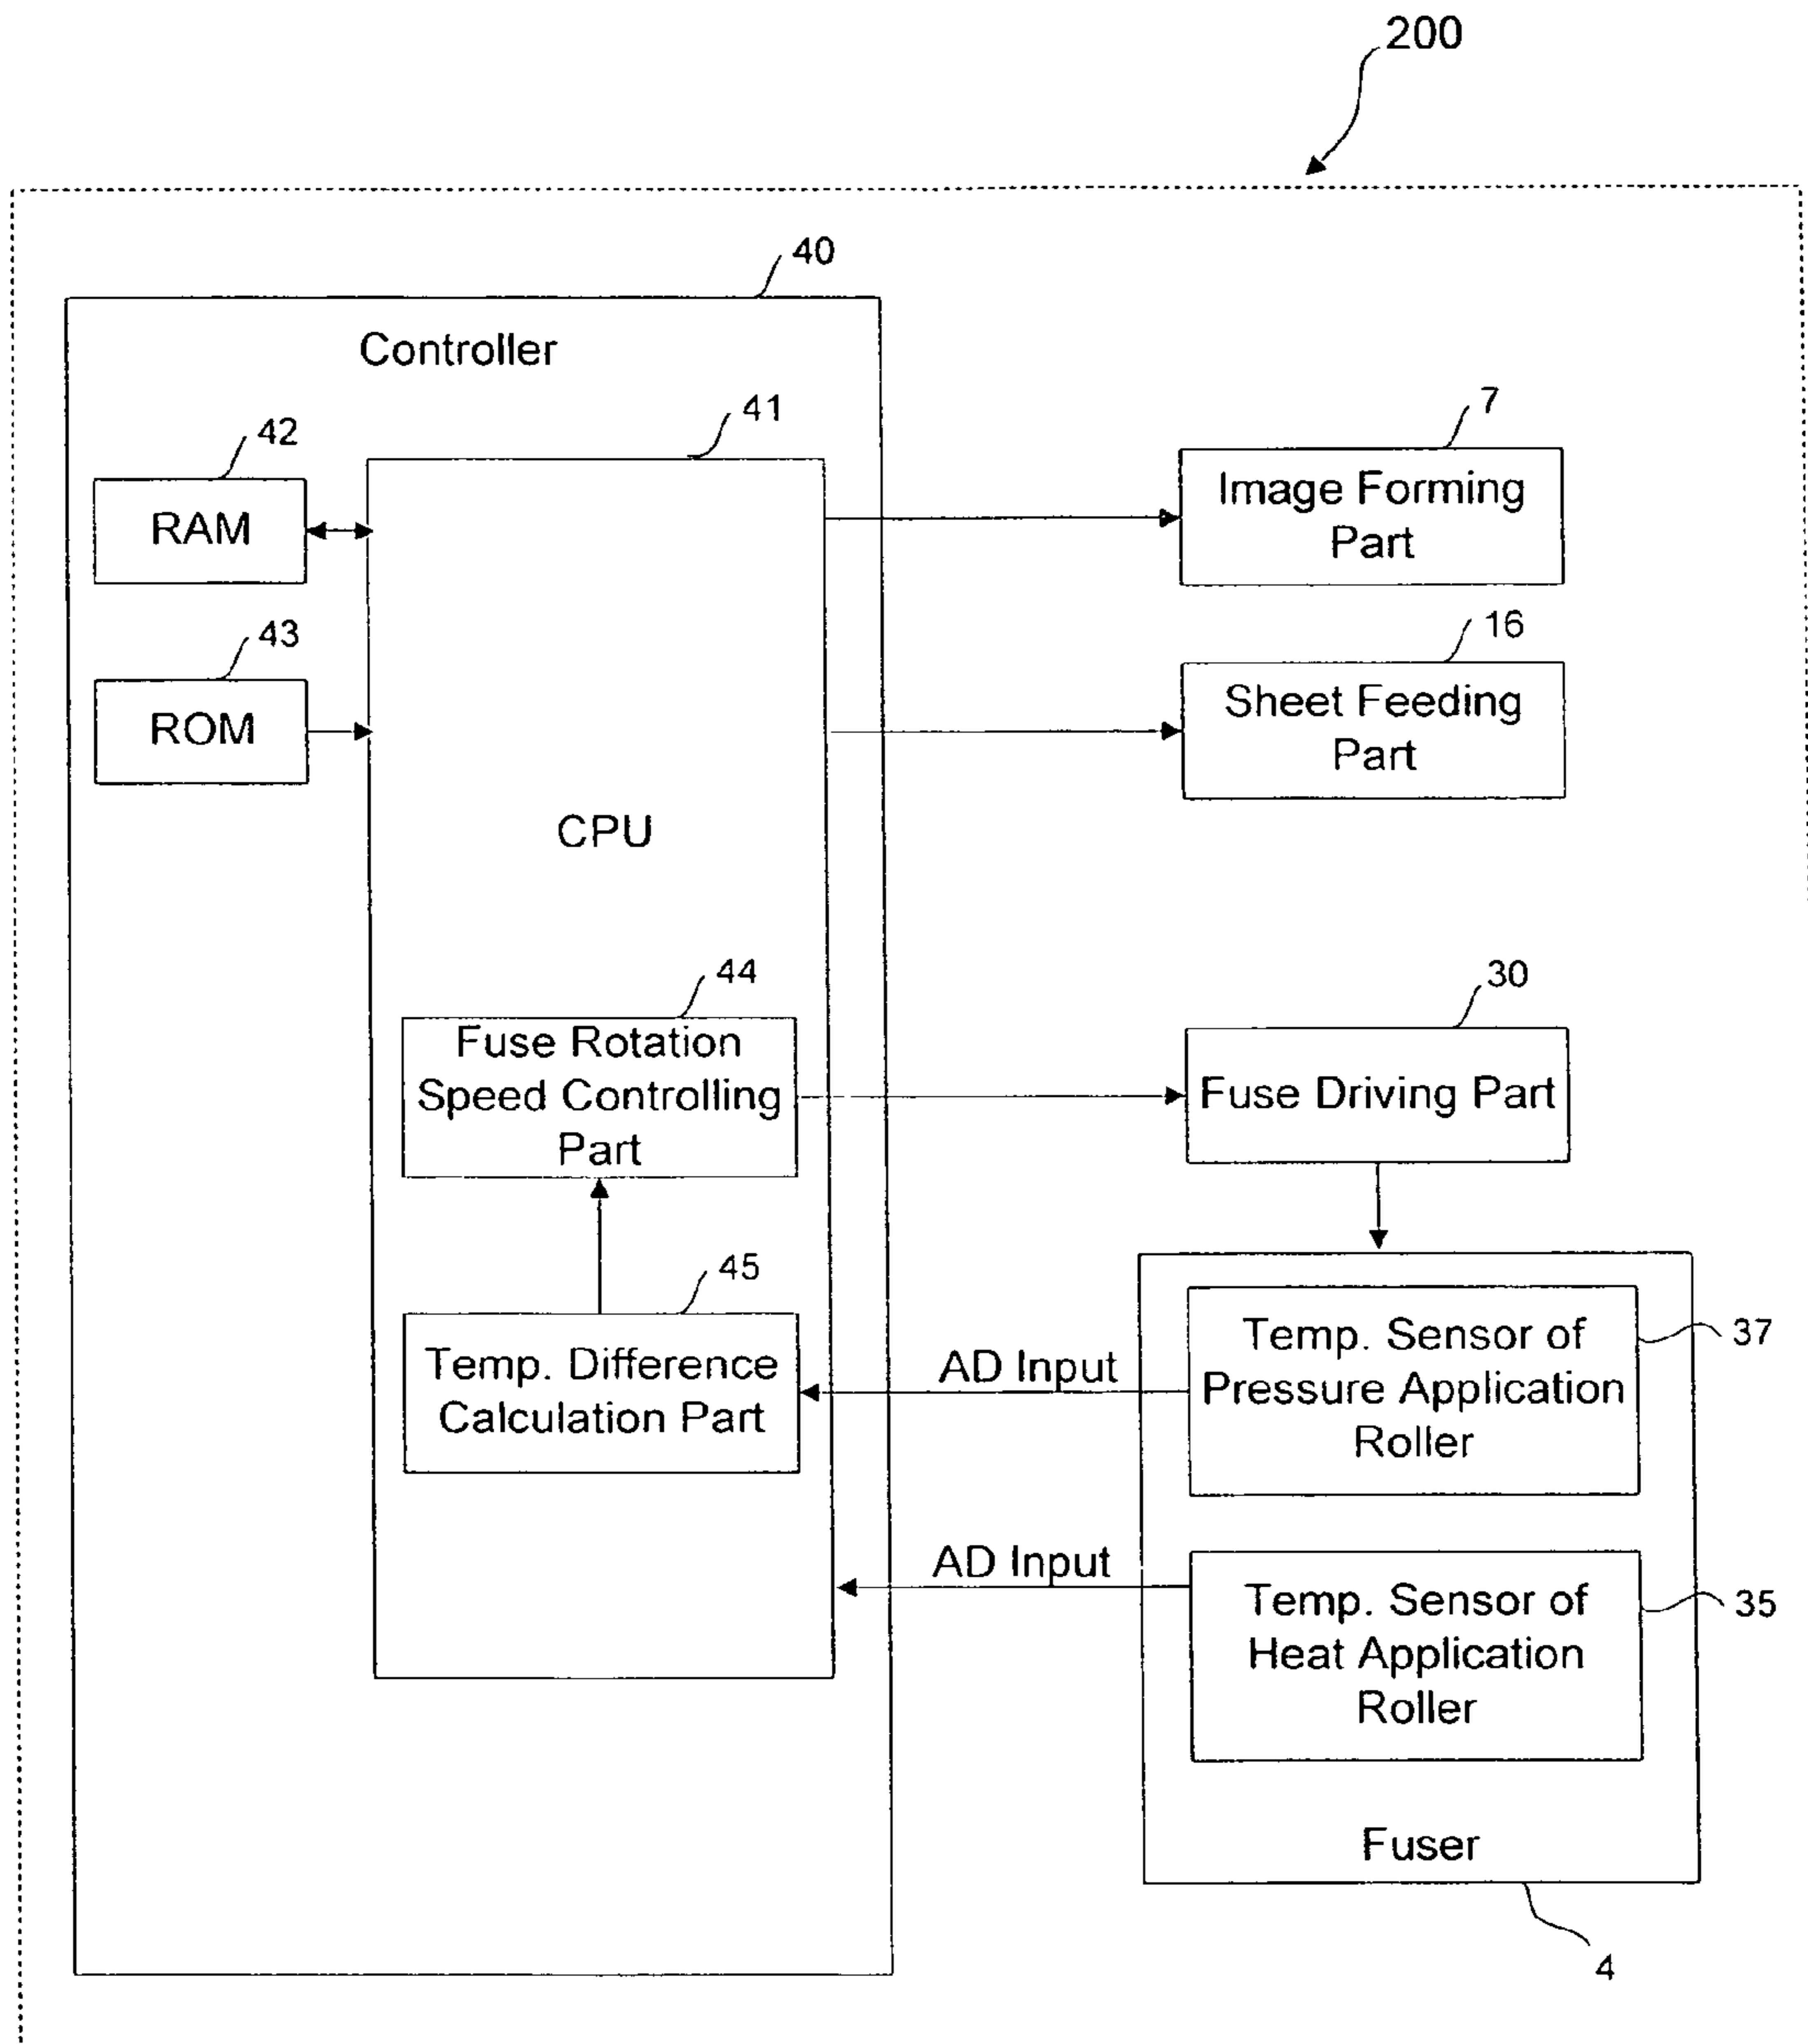 200
40
Controller
41
7
42
Image Forming
Part
RAM
16
43
Sheet Feeding
Part
ROM
CPU
44
30
Fuse Rotation
Speed Controlling
Part
Fuse Driving Part
45
Temp. Difference
Calculation Part
AD Input
Temp. Sensor of
Pressure Application
Roller
37
AD Input
Temp. Sensor of
Heat Application
Roller
35
Fuser
4